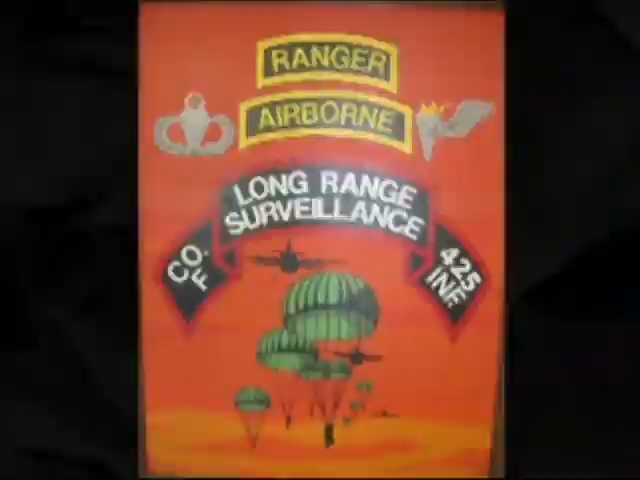 RANGER
AIRBORNE
LONG RANGE
SURVEILLANCE
CO.
F
425
INF.